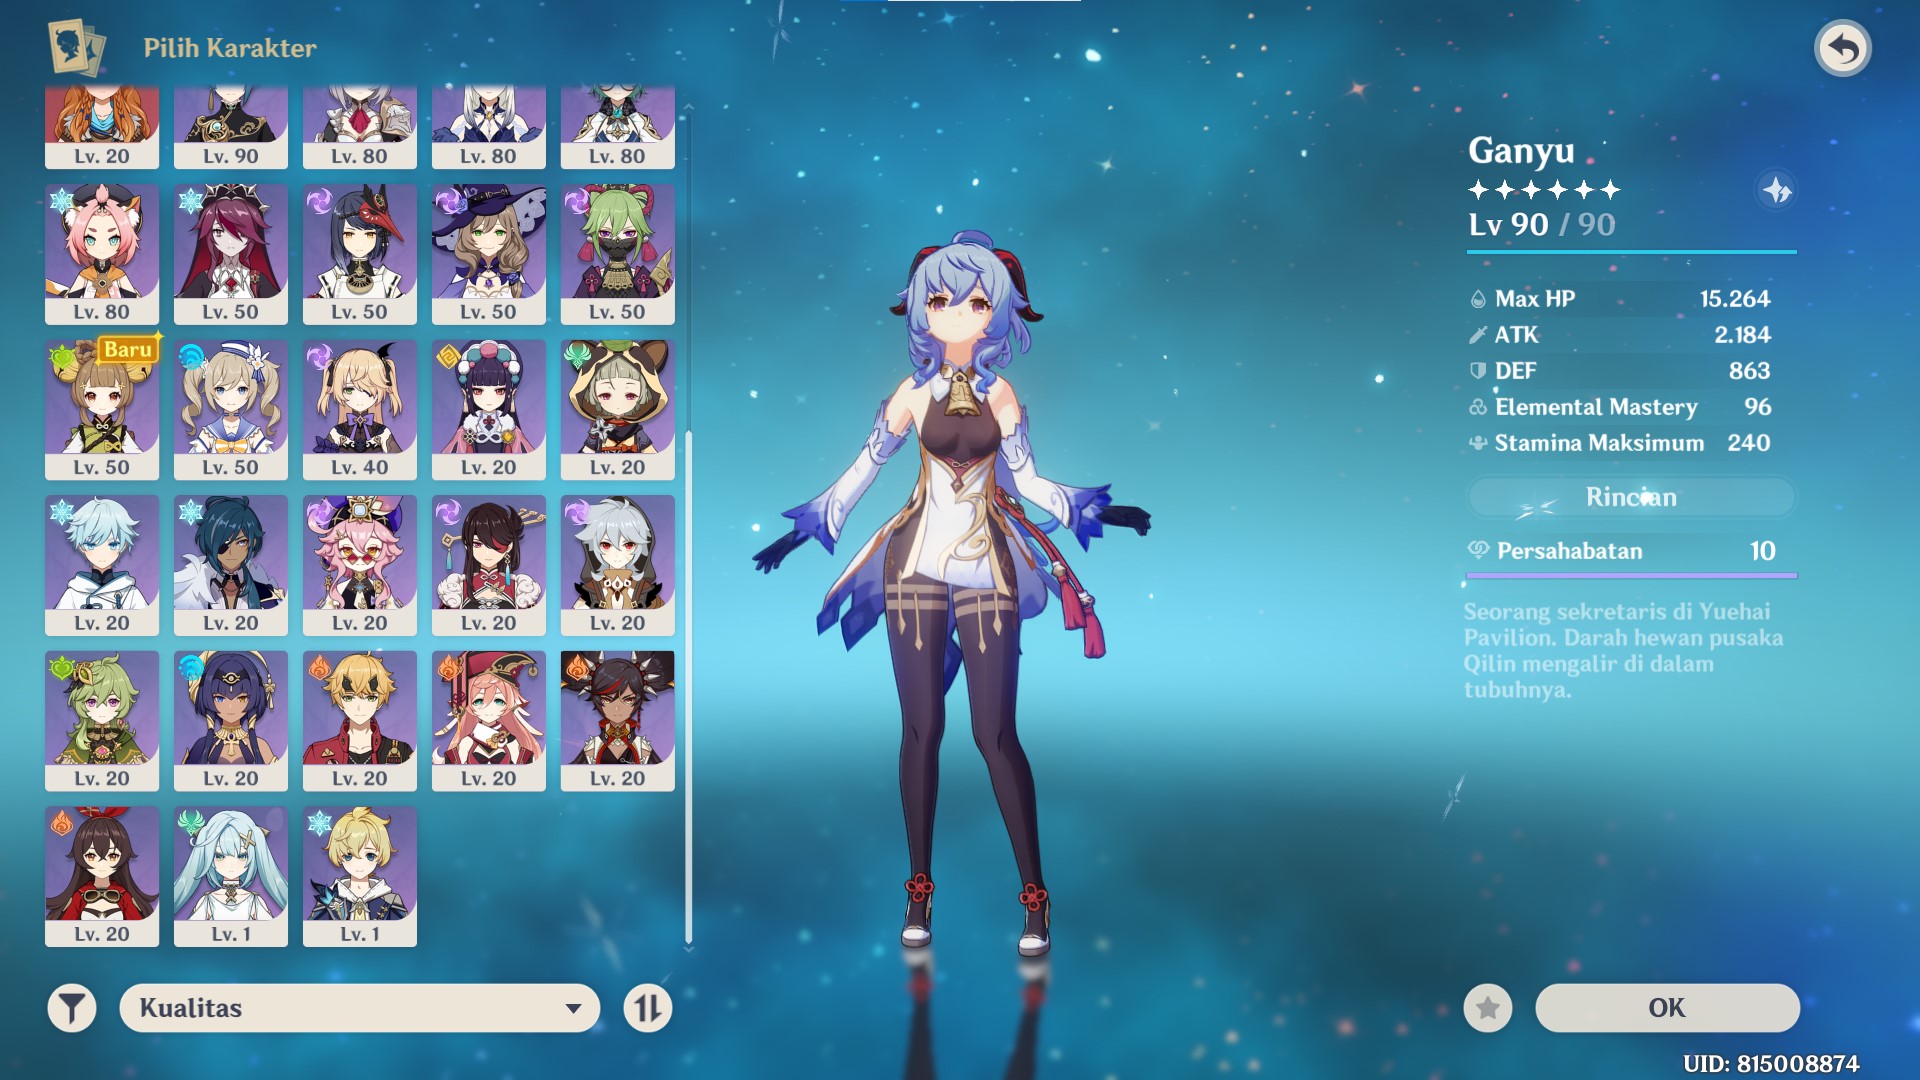 Pilih Karakter
Lv. 20
Lv. 90
Lv. 80
Lv. 80
Lv. 80
Lv. 80
Lv. 50
Lv. 50
Lv. 50
Lv. 50
Baru
Lv. 50
Lv. 50
Lv. 40
Lv. 20
Lv. 20
Lv. 20
Lv. 20
Lv. 20
Lv. 20
Lv. 20
Lv. 20
Lv. 20
Lv. 20
Lv. 20
Lv. 20
Lv. 20
Lv. 1
Lv. 1
Kualitas
Ganyu
Lv 90 / 90
Max HP 15.264
ATK 2.184
DEF 863
Elemental Mastery 96
Stamina Maksimum 240
Rincian
Persahabatan 10
Seorang sekretaris di Yuehai
Pavilion. Darah hewan pusaka
Qilin mengalir di dalam
tubuhnya.
OK
UID: 815008874